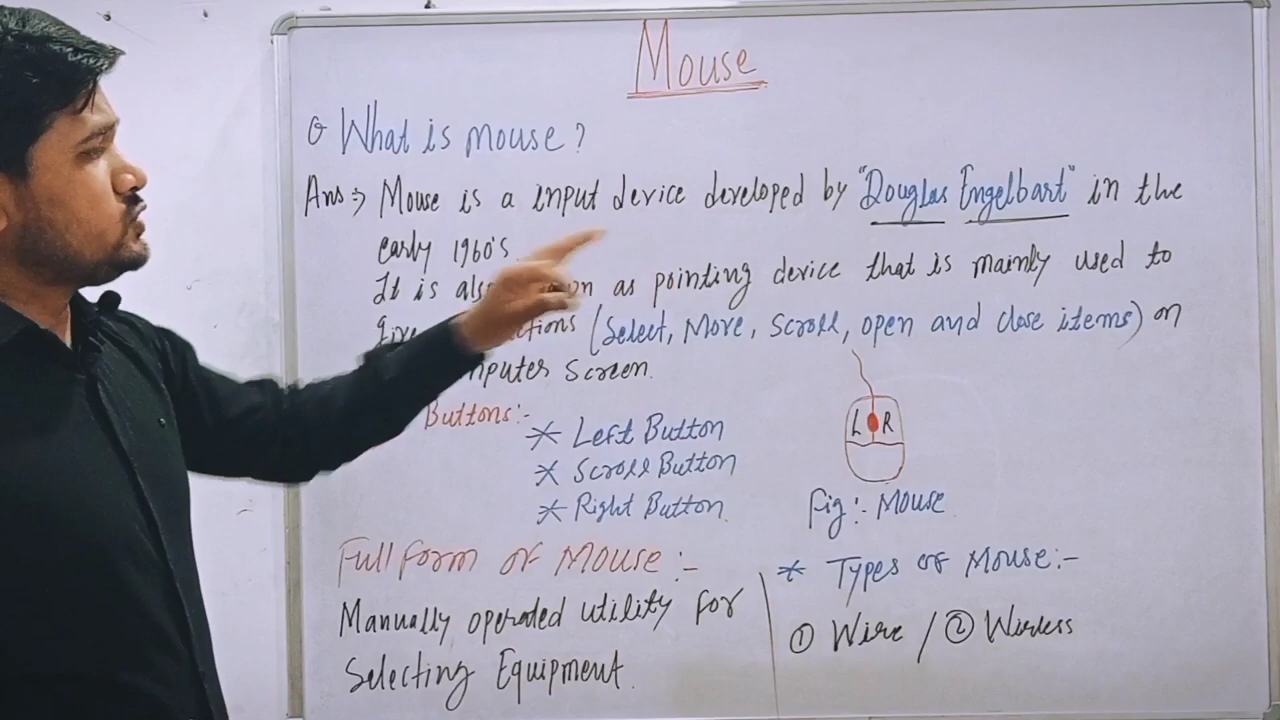 Mouse
Q What is mouse?
Ans:⇒ Mouse is a input device developed by "Douglas Engelbart" in the
early 1960's.
It is as pointing device that is mainly used to
(Select, Move, Scroll, open and close items) on
Screen.
Buttons:-
* Left Button
* Scroll Button
* Right Button
L R
Fig:- Mouse
Full form of Mouse:-
Manually operated utility for
Selecting Equipment.
* Types of Mouse:-
① Wire / ② Wireless